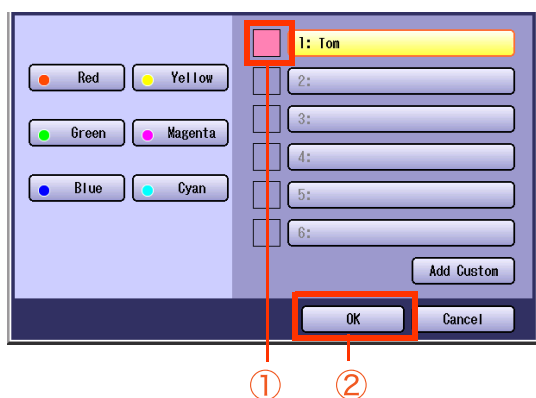 1: Tom
Red
Yellow
2:
3:
Green
Magenta
4:
Blue
Cyan
5:
6:
Add Custom
OK
Cancel
①
②